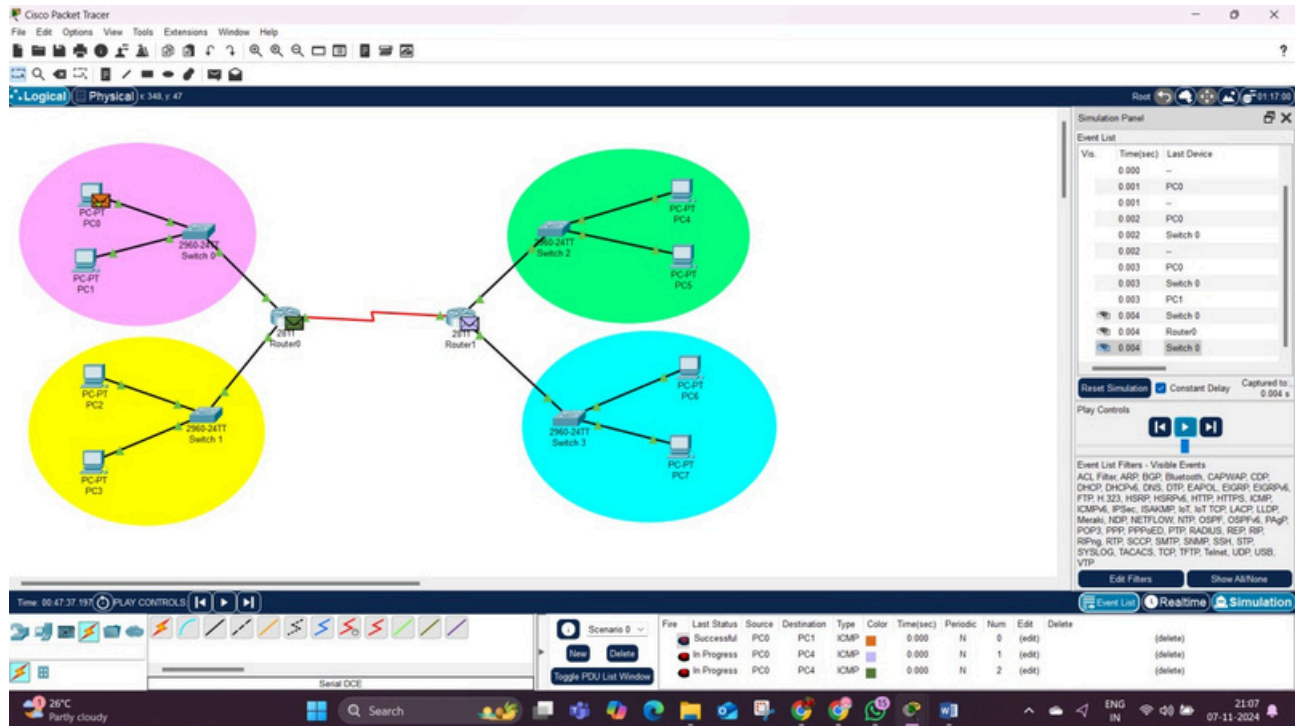 Cisco Packet Tracer
File Edit Options View Tools Extensions Window Help
?
Logical Physical x: 348, y: 47
Root 01:17:00
PC-PT
PC0
PC-PT
PC1
2960-24TT
Switch 0
PC-PT
PC2
PC-PT
PC3
2960-24TT
Switch 1
2811
Router0
2811
Router1
2960-24TT
Switch 2
PC-PT
PC4
PC-PT
PC5
2960-24TT
Switch 3
PC-PT
PC6
PC-PT
PC7
Simulation Panel
Event List
Vis. Time(sec) Last Device
0.000 --
0.001 PC0
0.001 --
0.002 PC0
0.002 Switch 0
0.002 --
0.003 PC0
0.003 Switch 0
0.003 PC1
0.004 Switch 0
0.004 Router0
0.004 Switch 0
Reset Simulation Constant Delay Captured to:
0.004 s
Play Controls
Event List Filters - Visible Events
ACL Filter, ARP, BGP, Bluetooth, CAPWAP, CDP,
DHCP, DHCPv6, DNS, DTP, EAPOL, EIGRP, EIGRPv6,
FTP, H.323, HSRP, HSRPv6, HTTP, HTTPS, ICMP,
ICMPv6, IPSec, ISAKMP, IoT, IoT TCP, LACP, LLDP,
Meraki, NDP, NETFLOW, NTP, OSPF, OSPFv6, PAgP,
POP3, PPP, PPPoED, PTP, RADIUS, REP, RIP,
RIPng, RTP, SCCP, SMTP, SNMP, SSH, STP,
SYSLOG, TACACS, TCP, TFTP, Telnet, UDP, USB,
VTP
Edit Filters Show All/None
Time: 00:47:37.197 PLAY CONTROLS:
Event List Realtime Simulation
Serial DCE
Scenario 0
New Delete
Toggle PDU List Window
Fire Last Status Source Destination Type Color Time(sec) Periodic Num Edit Delete
Successful PC0 PC1 ICMP 0.000 N 0 (edit) (delete)
In Progress PC0 PC4 ICMP 0.000 N 1 (edit) (delete)
In Progress PC0 PC4 ICMP 0.000 N 2 (edit) (delete)
26°C
Partly cloudy
Search
ENG
IN
21:07
07-11-2024